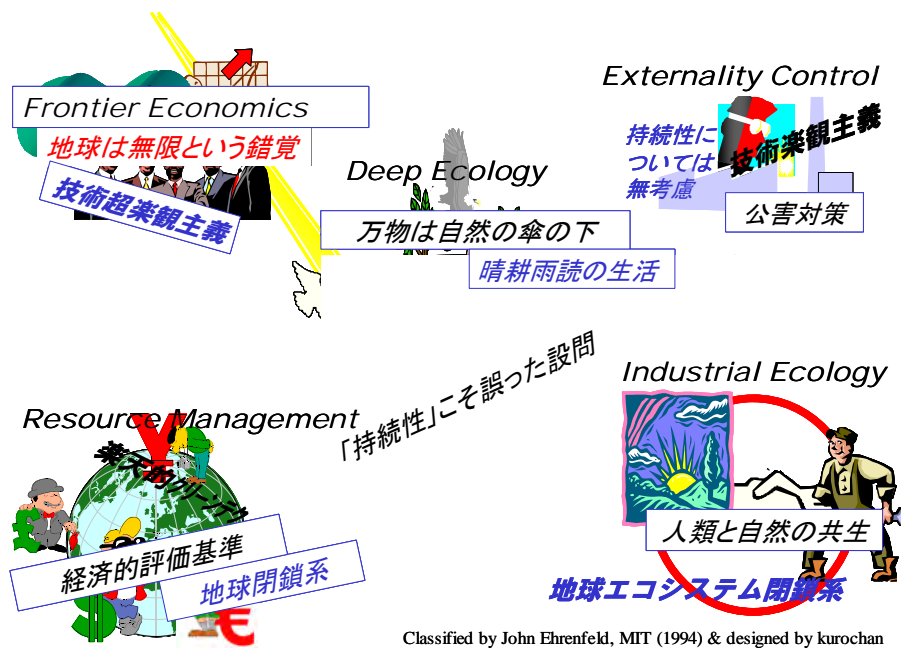 Frontier Economics
地球は無限という錯覚
技術超楽観主義
Deep Ecology
万物は自然の傘の下
晴耕雨読の生活
Externality Control
持続性に
ついては
無考慮
技術楽観主義
公害対策
「持続性」こそ誤った設問
Resource Management
経済的評価基準
地球閉鎖系
Industrial Ecology
人類と自然の共生
地球エコシステム閉鎖系
Classified by John Ehrenfeld, MIT (1994) & designed by kurochan